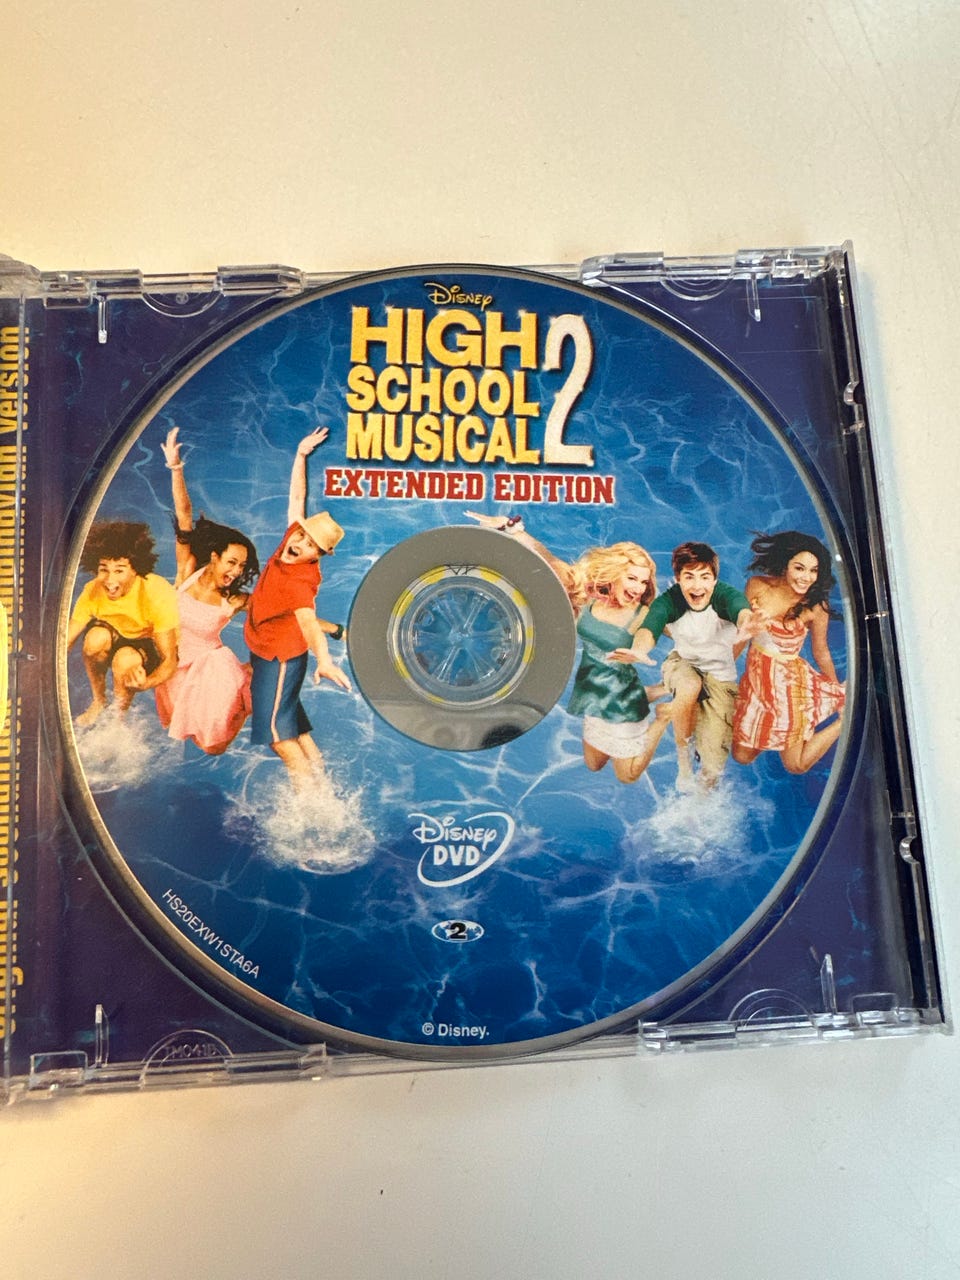 Disney
HIGH
SCHOOL
MUSICAL 2
EXTENDED EDITION
Disney
DVD
2
HS20EXW1STA6A
© Disney.